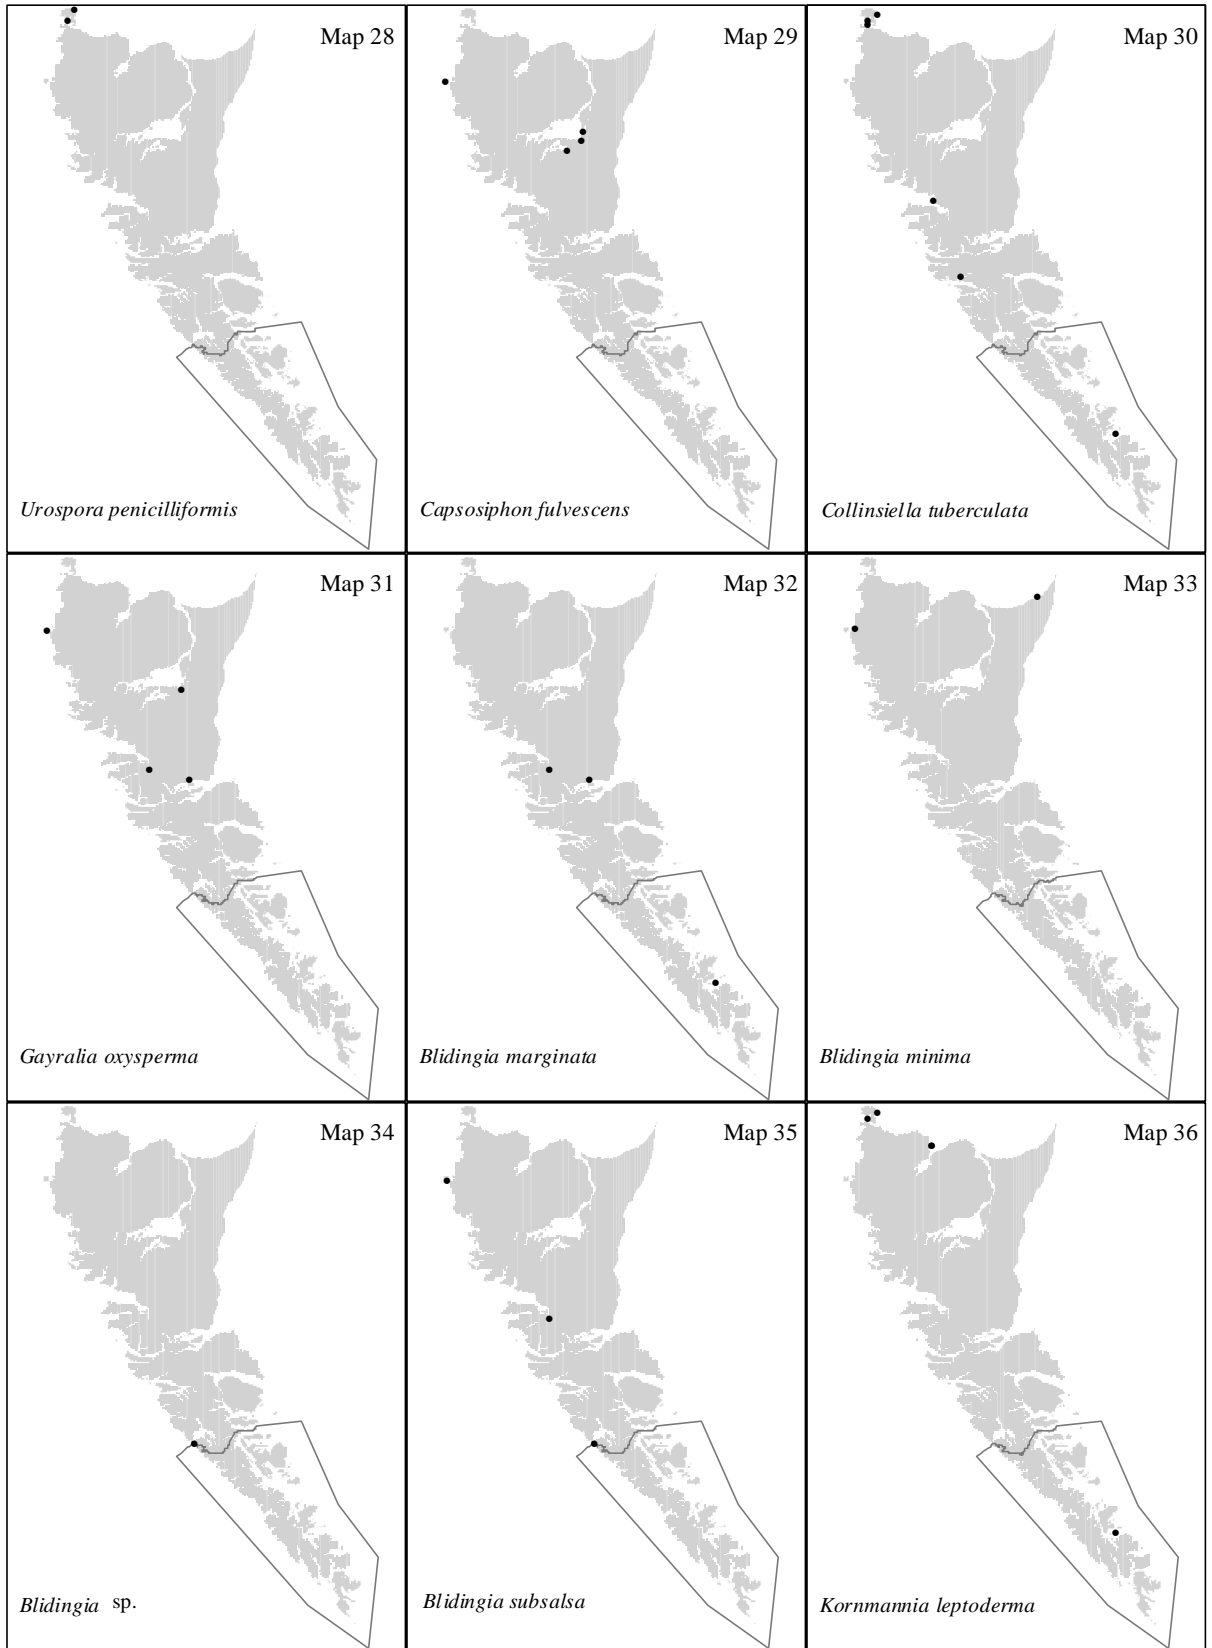 Map 28
Urospora penicilliformis
Map 29
Capsosiphon fulvescens
Map 30
Collinsiella tuberculata
Map 31
Gayralia oxysperma
Map 32
Blidingia marginata
Map 33
Blidingia minima
Map 34
Blidingia sp.
Map 35
Blidingia subsalsa
Map 36
Kornmannia leptoderma